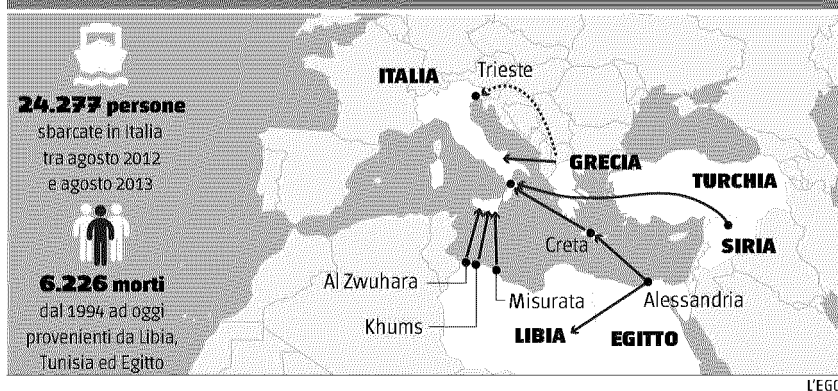 24.277 persone
sbarcate in Italia
tra agosto 2012
e agosto 2013
6.226 morti
dal 1994 ad oggi
provenienti da Libia,
Tunisia ed Egitto
ITALIA
Trieste
GRECIA
TURCHIA
SIRIA
Creta
Al Zwuhara
Misurata
Alessandria
Khums
LIBIA
EGITTO